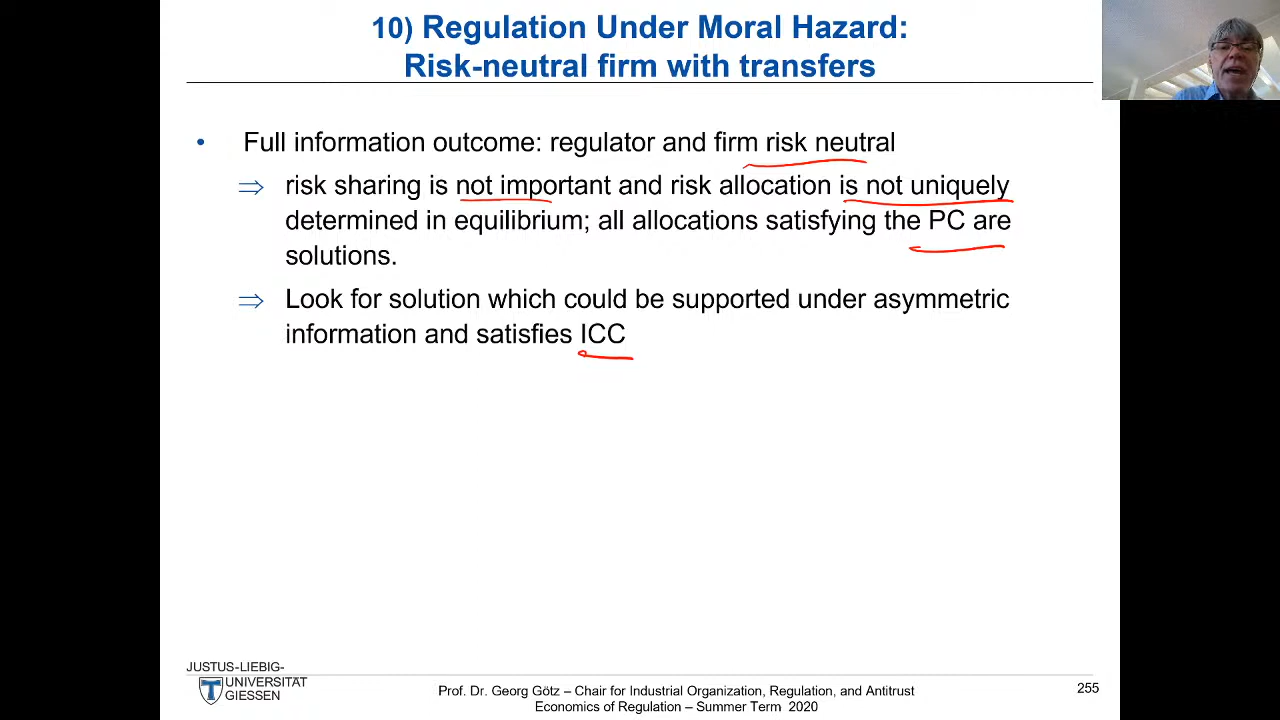 10) Regulation Under Moral Hazard:
Risk-neutral firm with transfers
• Full information outcome: regulator and firm risk neutral
⇒ risk sharing is not important and risk allocation is not uniquely
determined in equilibrium; all allocations satisfying the PC are
solutions.
⇒ Look for solution which could be supported under asymmetric
information and satisfies ICC
JUSTUS-LIEBIG-
UNIVERSITÄT
GIESSEN
Prof. Dr. Georg Götz – Chair for Industrial Organization, Regulation, and Antitrust
Economics of Regulation – Summer Term 2020
255